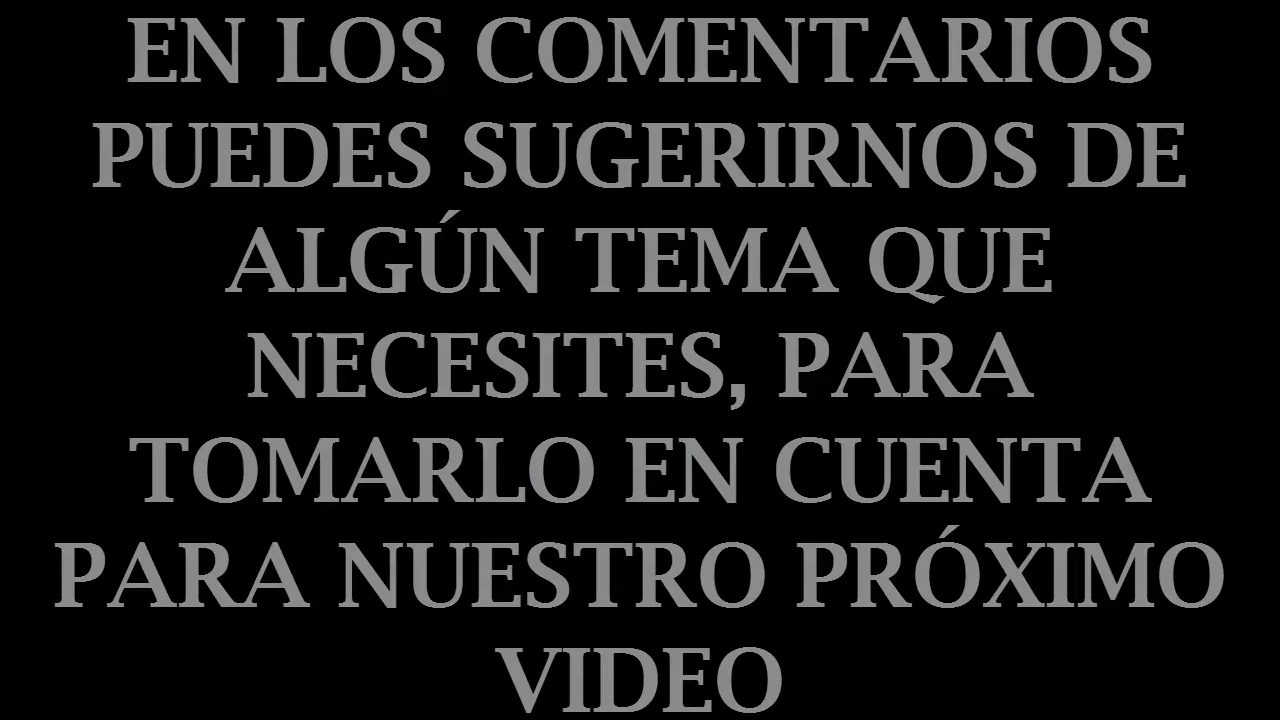 EN LOS COMENTARIOS
PUEDES SUGERIRNOS DE
ALGÚN TEMA QUE
NECESITES, PARA
TOMARLO EN CUENTA
PARA NUESTRO PRÓXIMO
VIDEO